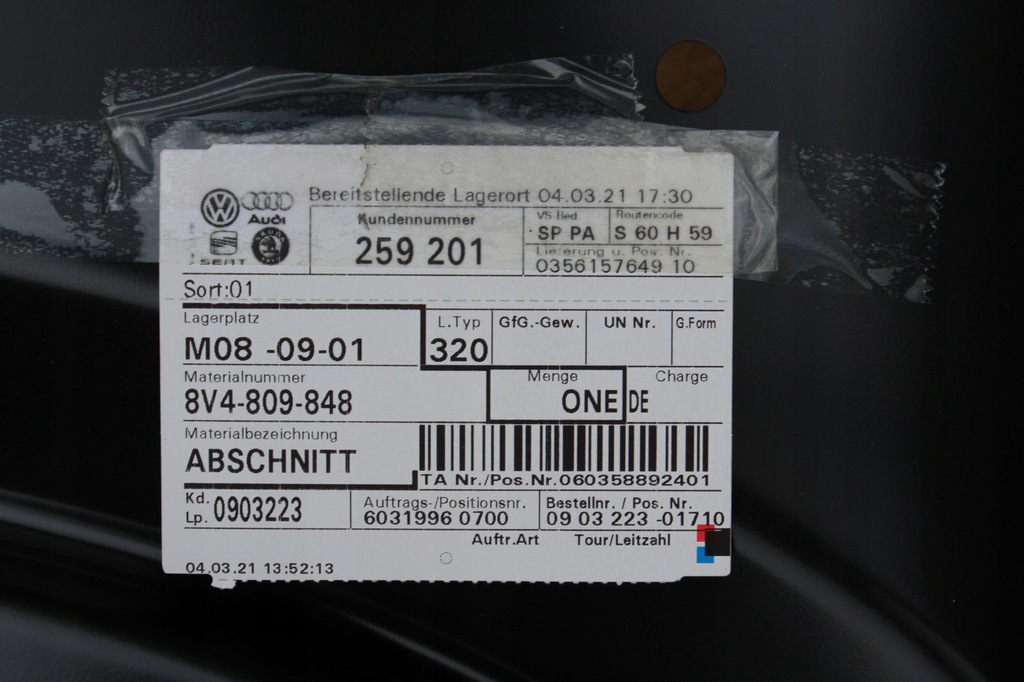 Bereitstellende Lagerort 04.03.21 17:30
AUDI
SEAT
SKODA
Kundennummer
259 201
VS-Bed
SP PA
Routencode
S 60 H 59
Lieferung u. Pos. Nr.
0356157649 10
Sort:01
Lagerplatz
M08 -09-01
L.Typ
320
GfG.-Gew.
UN Nr.
G.Form
Materialnummer
8V4-809-848
Menge
ONE
Charge
DE
Materialbezeichnung
ABSCHNITT
TA Nr./Pos.Nr.060358892401
Kd.
Lp. 0903223
Auftrags-/Positionsnr.
6031996 0700
Bestellnr. / Pos. Nr.
09 03 223 -01710
Auftr.Art
Tour/Leitzahl
04.03.21 13:52:13